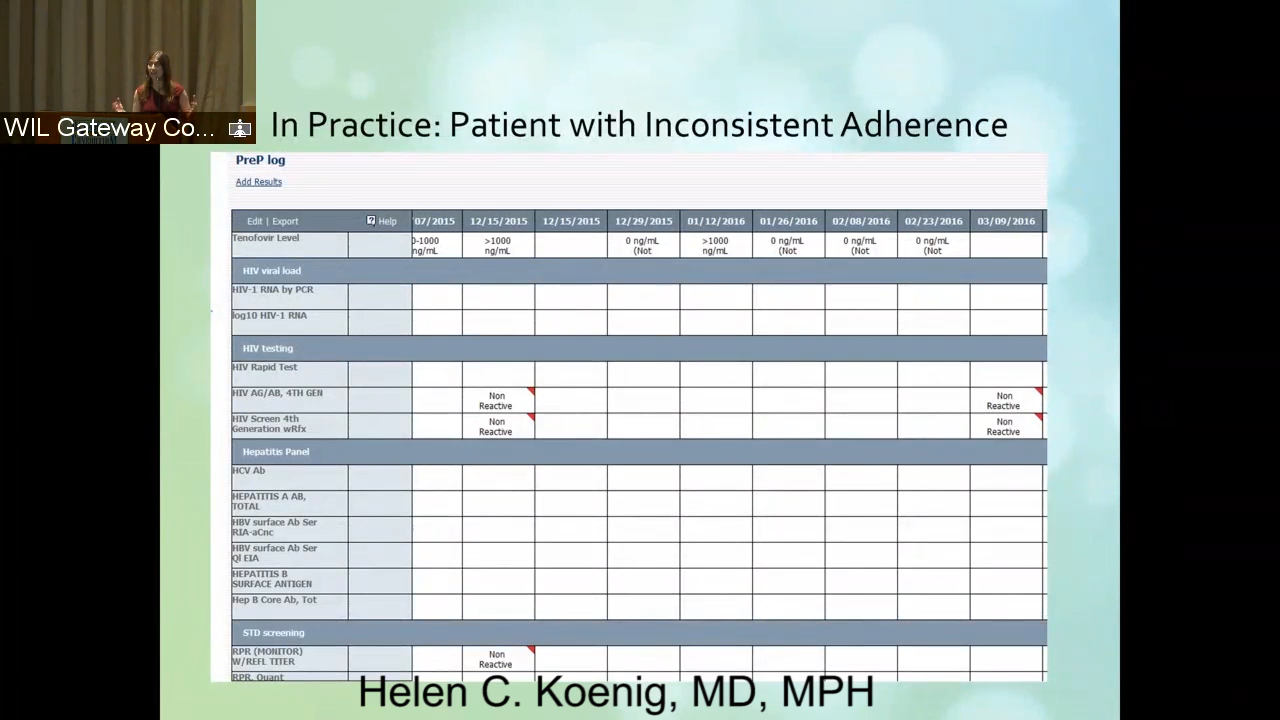 WIL Gateway Co...
In Practice: Patient with Inconsistent Adherence
PreP log
Add Results
Edit | Export ? Help 07/2015 12/15/2015 12/15/2015 12/29/2015 01/12/2016 01/26/2016 02/08/2016 02/23/2016 03/09/2016
Tenofovir Level 0-1000 ng/mL >1000 ng/mL 0 ng/mL (Not >1000 ng/mL 0 ng/mL (Not 0 ng/mL (Not 0 ng/mL (Not
HIV viral load
HIV-1 RNA by PCR
log10 HIV-1 RNA
HIV testing
HIV Rapid Test
HIV AG/AB, 4TH GEN Non Reactive Non Reactive
HIV Screen 4th
Generation wRfx Non Reactive Non Reactive
Hepatitis Panel
HCV Ab
HEPATITIS A AB,
TOTAL
HBV surface Ab Ser
RIA-aCnc
HBV surface Ab Ser
Ql EIA
HEPATITIS B
SURFACE ANTIGEN
Hep B Core Ab, Tot
STD screening
RPR (MONITOR)
W/REFL TITER Non Reactive
RPR, Quant
Helen C. Koenig, MD, MPH